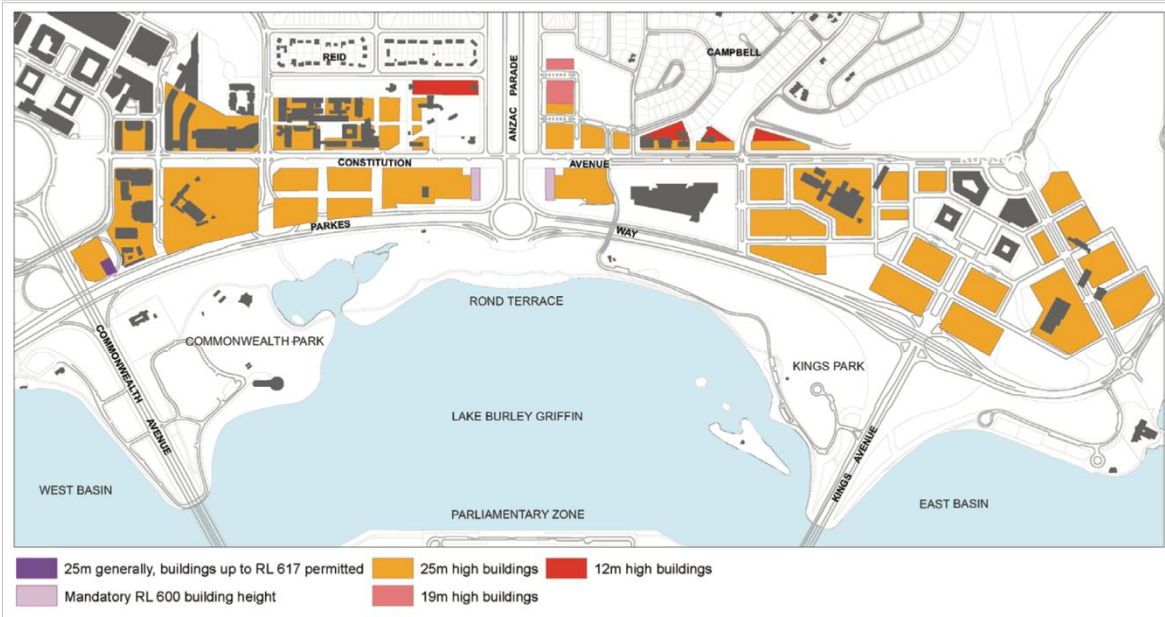 REID
ANZAC PARADE
CAMPBELL
CONSTITUTION
AVENUE
PARKES
WAY
ROND TERRACE
COMMONWEALTH PARK
COMMONWEALTH AVENUE
KINGS PARK
LAKE BURLEY GRIFFIN
KINGS AVENUE
WEST BASIN
EAST BASIN
PARLIAMENTARY ZONE
25m generally, buildings up to RL 617 permitted
25m high buildings
12m high buildings
Mandatory RL 600 building height
19m high buildings